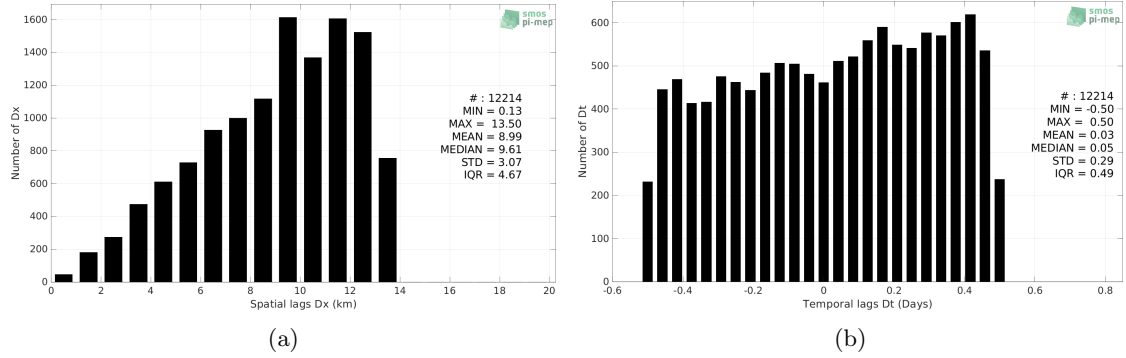 1600
1400
1200
1000
800
600
400
200
0
Number of Dx
0 2 4 6 8 10 12 14 16 18 20
Spatial lags Dx (km)
smos
pi-mep
# : 12214
MIN = 0.13
MAX = 13.50
MEAN = 8.99
MEDIAN = 9.61
STD = 3.07
IQR = 4.67
(a)
600
500
400
300
200
100
0
Number of Dt
-0.6 -0.4 -0.2 0 0.2 0.4 0.6 0.8
Temporal lags Dt (Days)
smos
pi-mep
# : 12214
MIN = -0.50
MAX = 0.50
MEAN = 0.03
MEDIAN = 0.05
STD = 0.29
IQR = 0.49
(b)